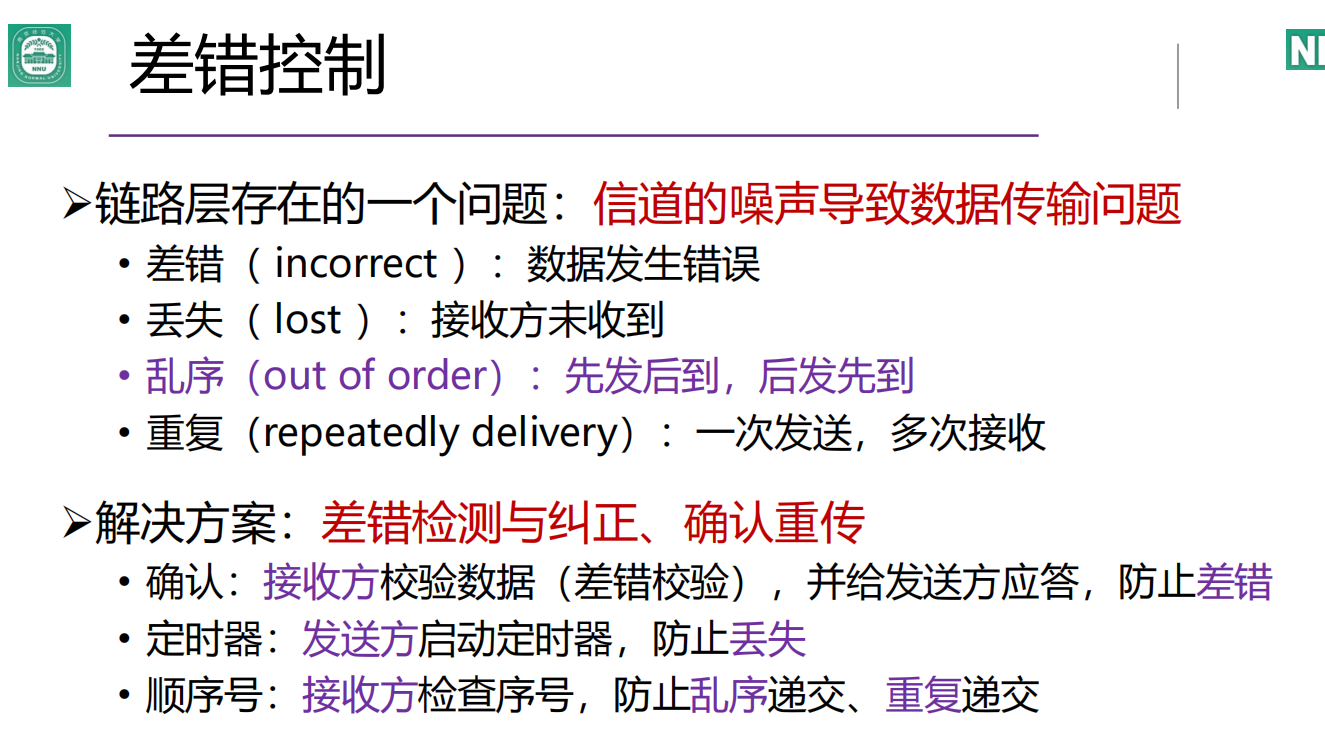 差错控制
NNU
➢链路层存在的一个问题：信道的噪声导致数据传输问题
• 差错（ incorrect ）：数据发生错误
• 丢失（ lost ）：接收方未收到
• 乱序（out of order）：先发后到，后发先到
• 重复（repeatedly delivery）：一次发送，多次接收
➢解决方案：差错检测与纠正、确认重传
• 确认：接收方校验数据（差错校验），并给发送方应答，防止差错
• 定时器：发送方启动定时器，防止丢失
• 顺序号：接收方检查序号，防止乱序递交、重复递交